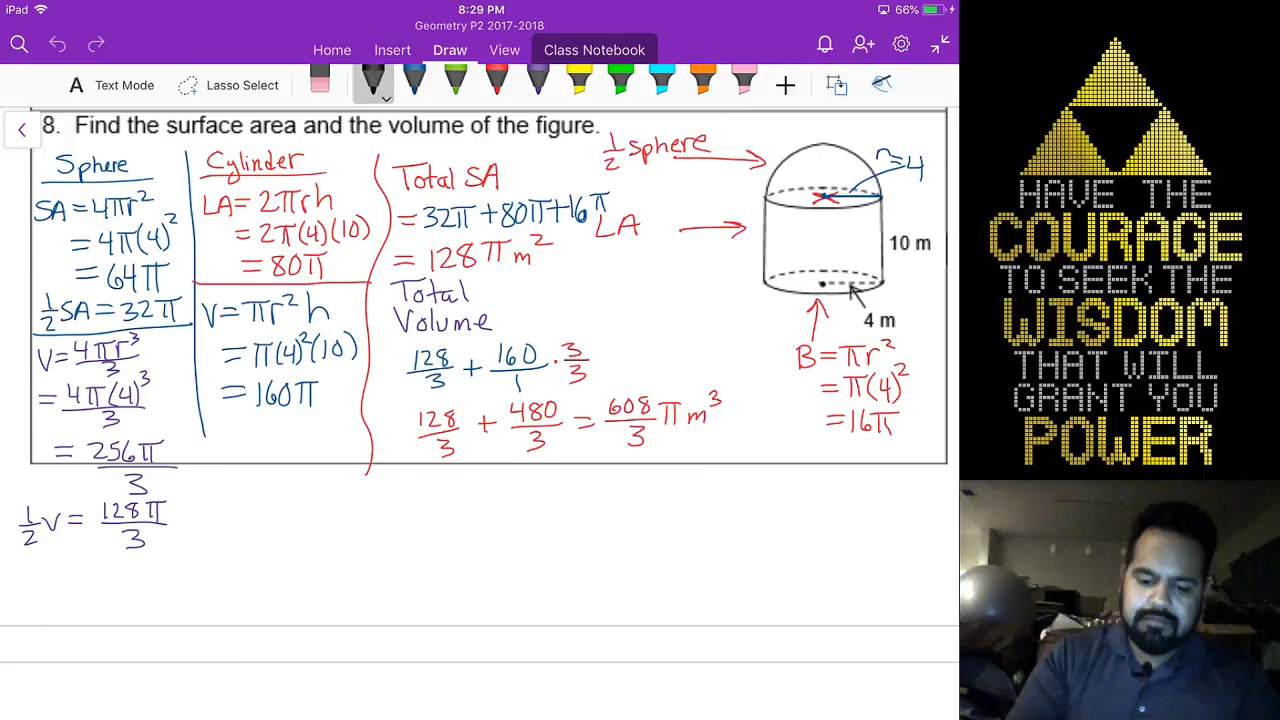 iPad 8:29 PM 66%
Geometry P2 2017-2018
Home Insert Draw View Class Notebook
A Text Mode Lasso Select
8. Find the surface area and the volume of the figure.
Sphere
SA = 4πr²
= 4π(4)²
= 64π
½ SA = 32π
V = 4πr³/3
= 4π(4)³/3
= 256π/3
½ V = 128π/3
Cylinder
LA = 2πrh
= 2π(4)(10)
= 80π
V = πr²h
= π(4)²(10)
= 160π
Total SA
= 32π + 80π + 16π
= 128π m²
Total
Volume
128/3 + 160/1 · 3/3
128/3 + 480/3 = 608/3 π m³
½ sphere
r=4
LA
10 m
4 m
B = πr²
= π(4)²
= 16π
HAVE THE
COURAGE
TO SEEK THE
WISDOM
THAT WILL
GRANT YOU
POWER